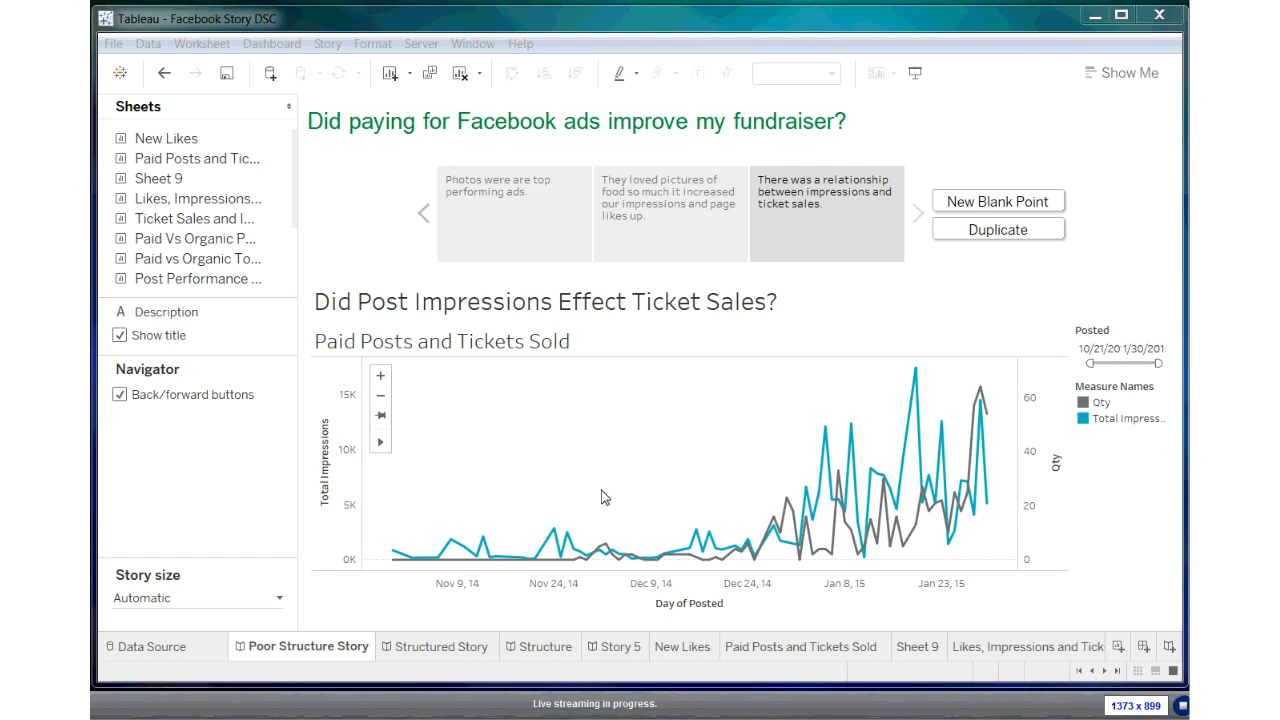 Tableau - Facebook Story DSC
File Data Worksheet Dashboard Story Format Server Window Help
Show Me
Sheets
New Likes
Paid Posts and Tic...
Sheet 9
Likes, Impressions...
Ticket Sales and I...
Paid Vs Organic P...
Paid vs Organic To...
Post Performance ...
A Description
Show title
Navigator
Back/forward buttons
Story size
Automatic
Did paying for Facebook ads improve my fundraiser?
Photos were are top
performing ads.
They loved pictures of
food so much it increased
our impressions and page
likes up.
There was a relationship
between impressions and
ticket sales.
New Blank Point
Duplicate
Did Post Impressions Effect Ticket Sales?
Paid Posts and Tickets Sold
Total Impressions
15K
10K
5K
0K
60
40
20
0
Qty
Nov 9, 14 Nov 24, 14 Dec 9, 14 Dec 24, 14 Jan 8, 15 Jan 23, 15
Day of Posted
Posted
10/21/201/30/201
Measure Names
Qty
Total Impress..
Data Source Poor Structure Story Structured Story Structure Story 5 New Likes Paid Posts and Tickets Sold Sheet 9 Likes, Impressions and Tick
Live streaming in progress.
1373 x 899